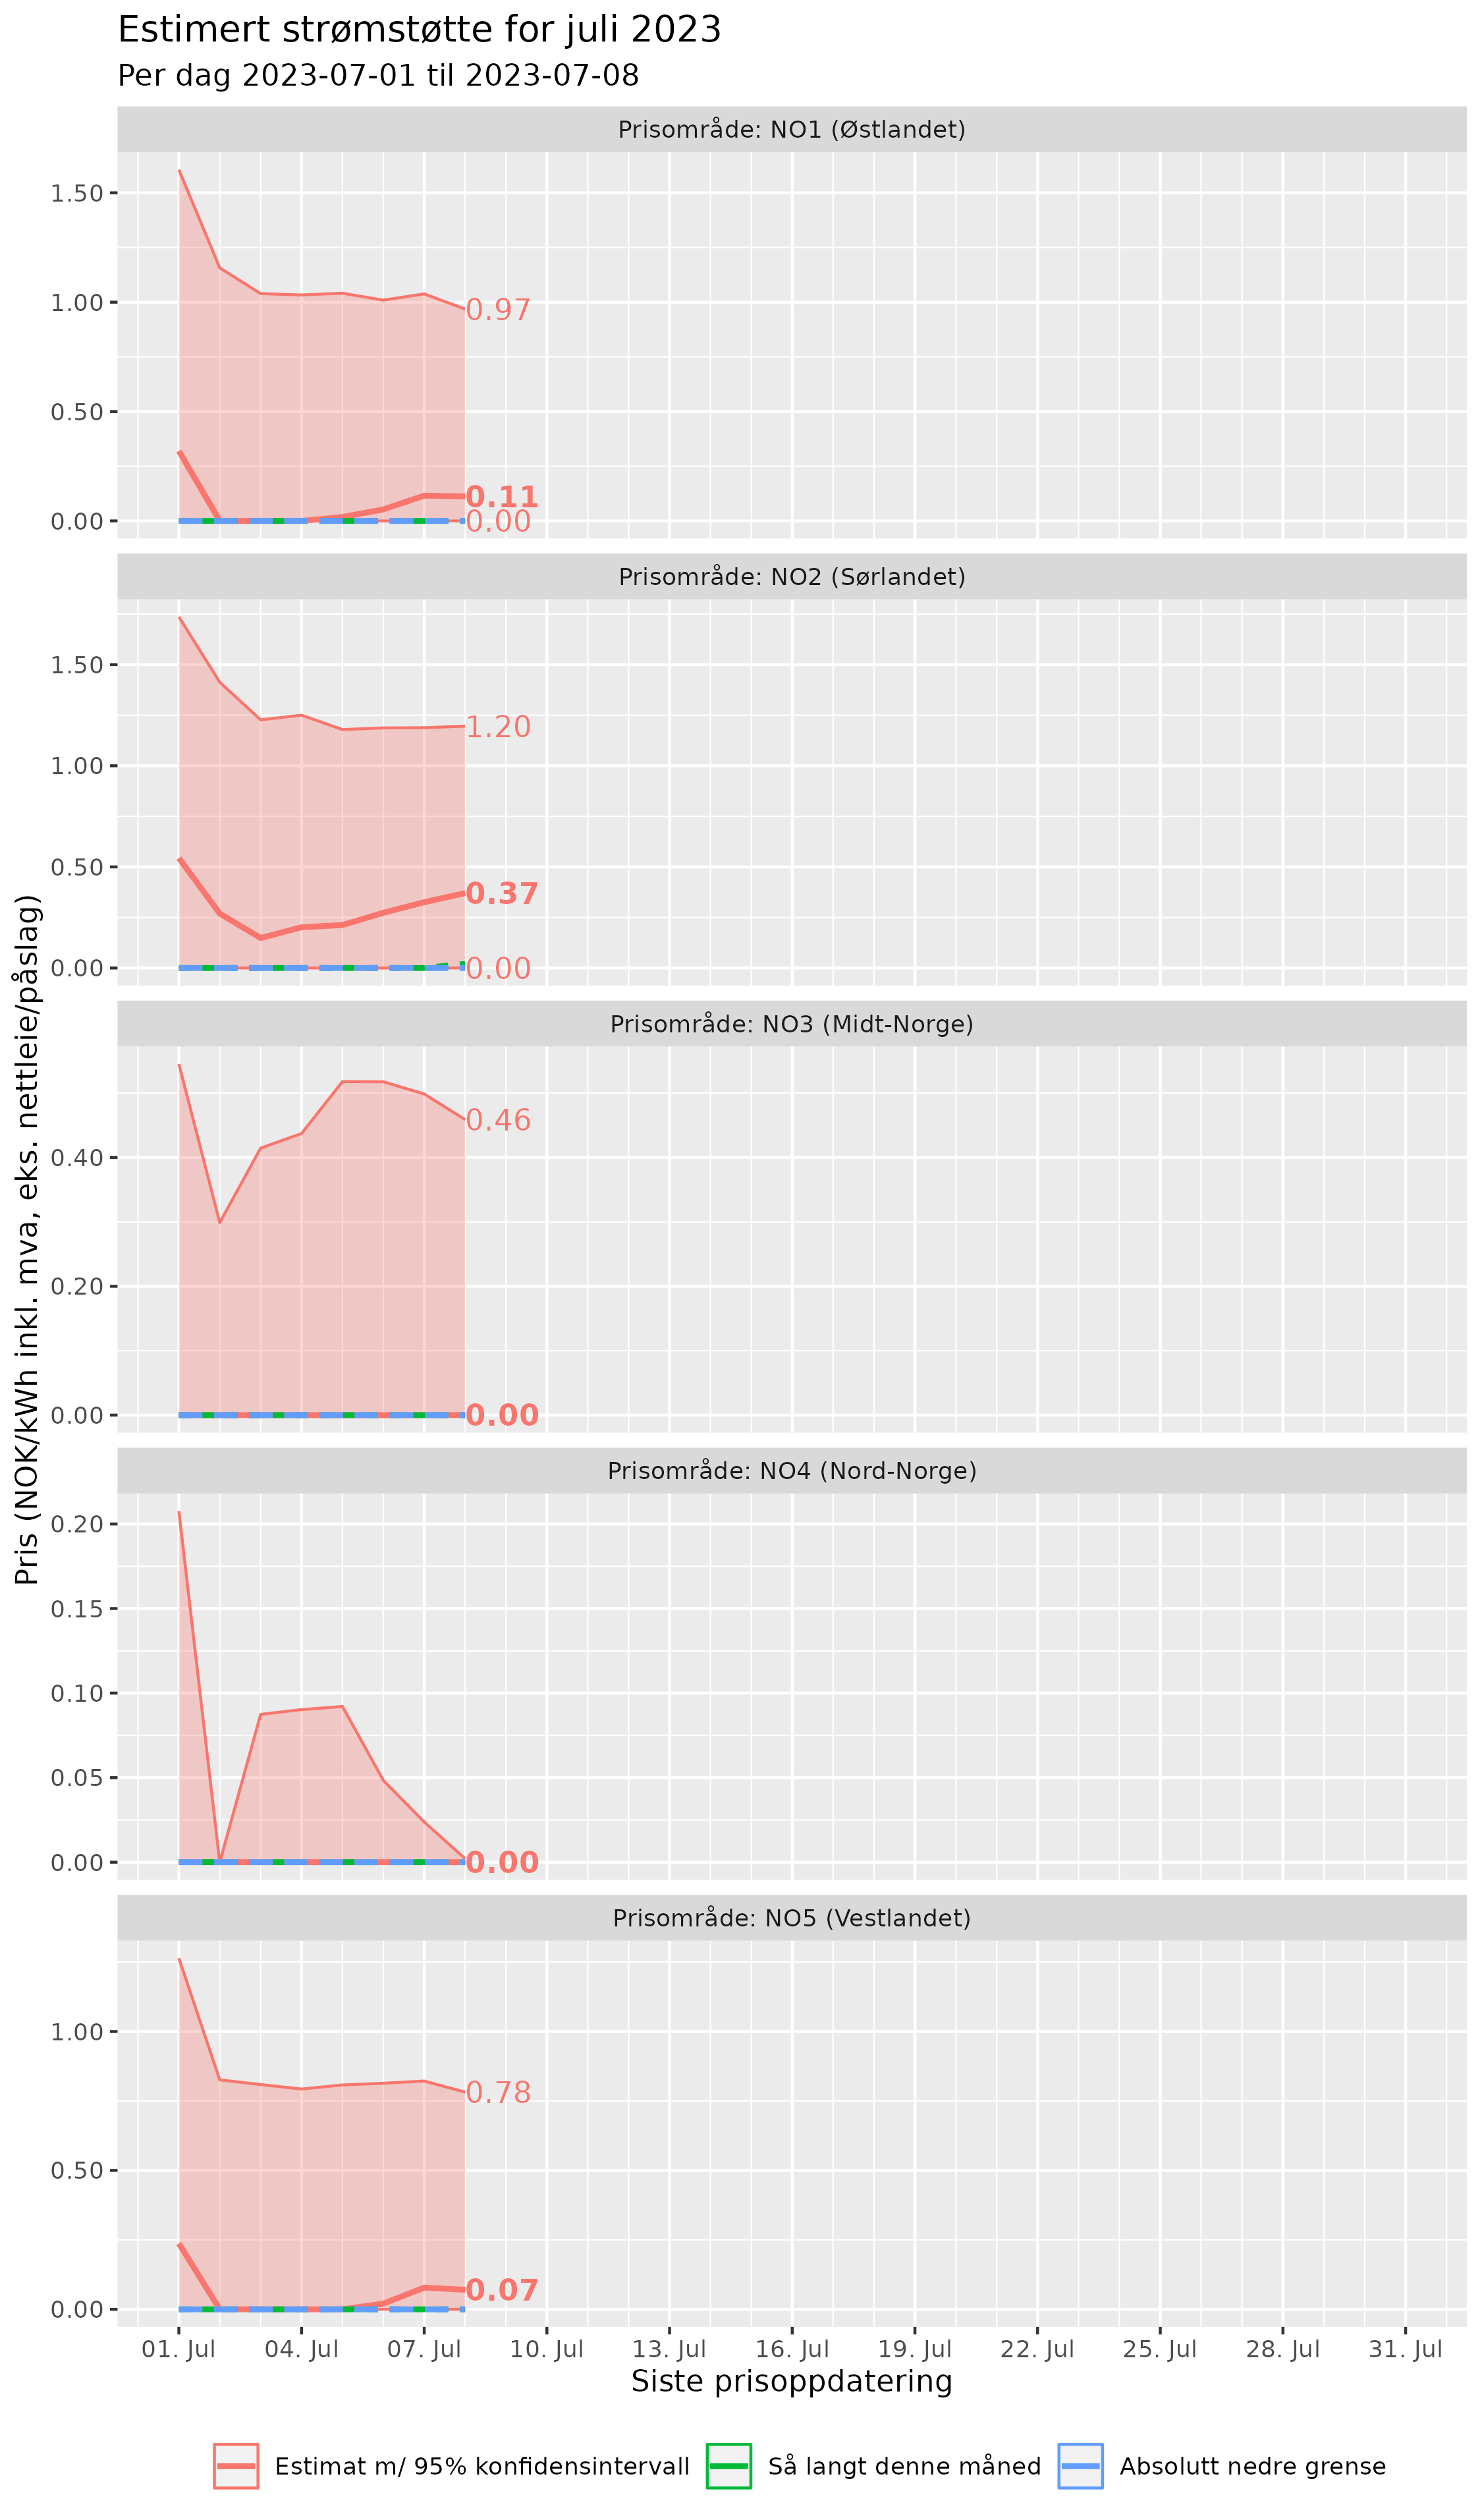 Estimert strømstøtte for juli 2023
Per dag 2023-07-01 til 2023-07-08
Pris (NOK/kWh inkl. mva, eks. nettleie/påslag)
Prisområde: NO1 (Østlandet)
1.50
1.00
0.50
0.00
0.97
0.11
0.00
Prisområde: NO2 (Sørlandet)
1.50
1.00
0.50
0.00
1.20
0.37
0.00
Prisområde: NO3 (Midt-Norge)
0.40
0.20
0.00
0.46
0.00
Prisområde: NO4 (Nord-Norge)
0.20
0.15
0.10
0.05
0.00
0.00
Prisområde: NO5 (Vestlandet)
1.00
0.50
0.00
0.78
0.07
01. Jul 04. Jul 07. Jul 10. Jul 13. Jul 16. Jul 19. Jul 22. Jul 25. Jul 28. Jul 31. Jul
Siste prisoppdatering
Estimat m/ 95% konfidensintervall Så langt denne måned Absolutt nedre grense